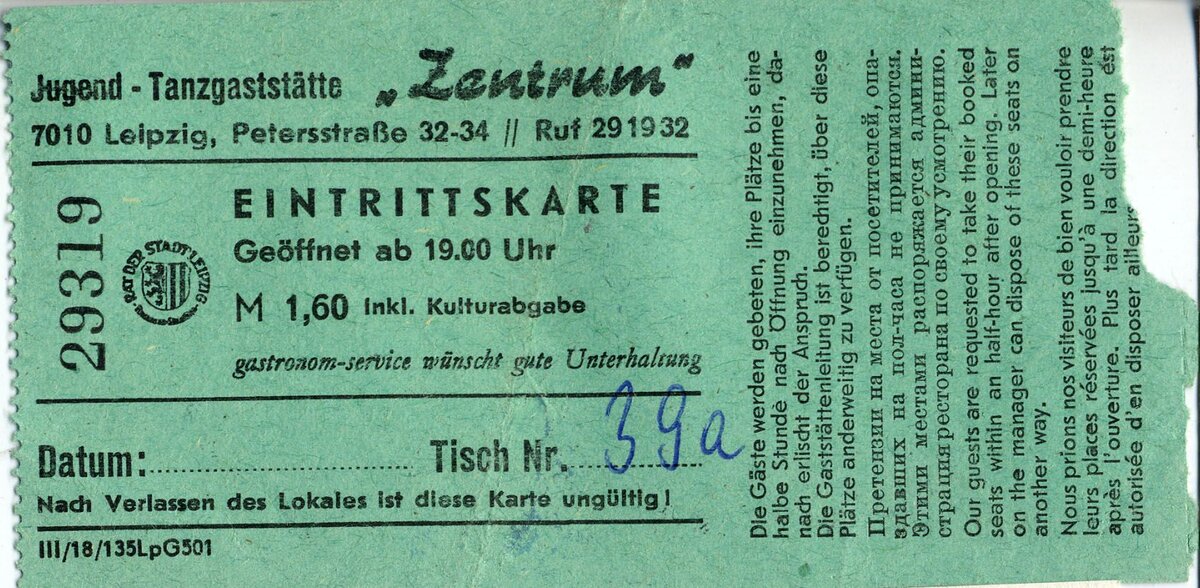 Jugend - Tanzgaststätte „Zentrum“
7010 Leipzig, Petersstraße 32-34 // Ruf 291932
29319
RAT DER STADT LEIPZIG
EINTRITTSKARTE
Geöffnet ab 19.00 Uhr
M 1,60 inkl. Kulturabgabe
gastronom-service wünscht gute Unterhaltung
Datum: Tisch Nr. 39a
Nach Verlassen des Lokales ist diese Karte ungültig!
III/18/135LpG501
Die Gäste werden gebeten, ihre Plätze bis eine
halbe Stunde nach Öffnung einzunehmen, da-
nach erlischt der Anspruch.
Die Gaststättenleitung ist berechtigt, über diese
Plätze anderweitig zu verfügen.
Претензии на места от посетителей, опа-
здавших на пол-часа не принимаются.
Этими местами распоряжается админи-
страция ресторана по своему усмотрению.
Our guests are requested to take their booked
seats within an half-hour after opening. Later
on the manager can dispose of these seats on
another way.
Nous prions nos visiteurs de bien vouloir prendre
leurs places réservées jusqu'à une demi-heure
après l'ouverture. Plus tard la direction est
autorisée d'en disposer ailleurs